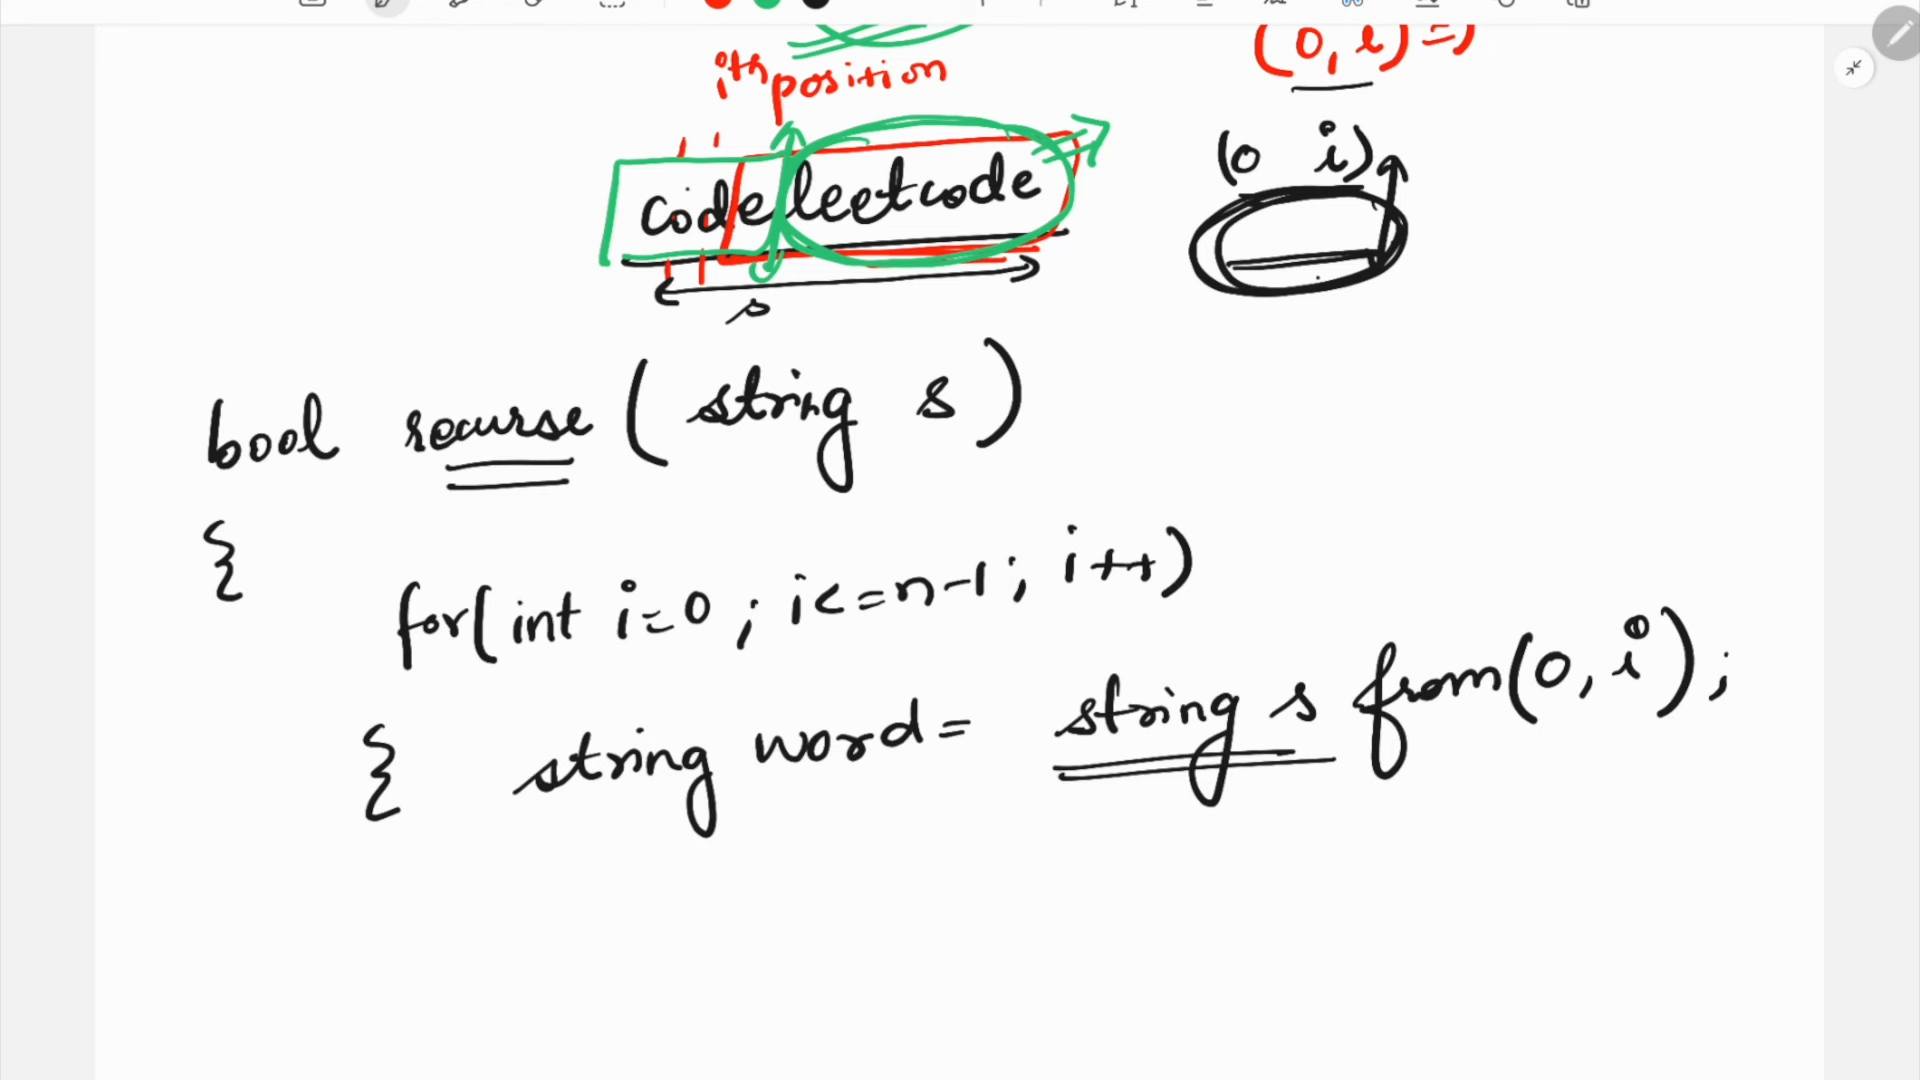 (0, i) =)
ith position
(0 i)
codeleetcode
s
bool recurse ( string s )
{
for( int i=0 ; i<=n-1; i++)
{ string word= string s from(0, i) ;